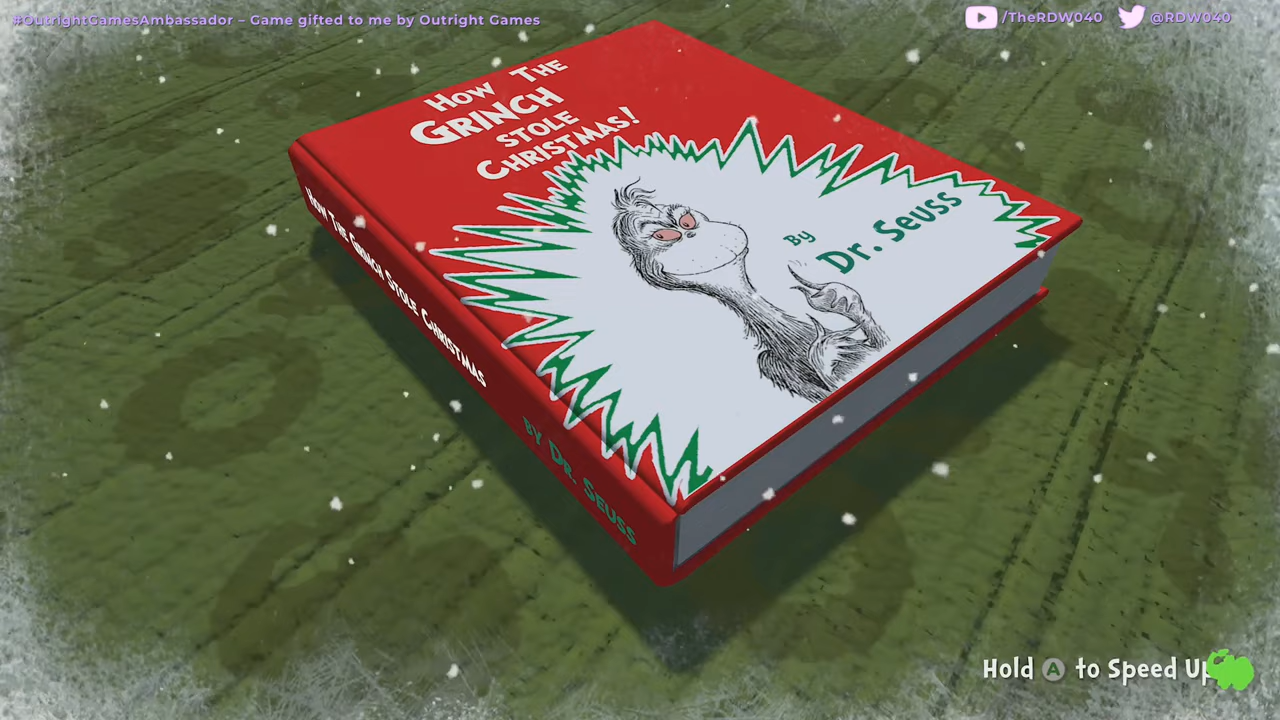 #OutrightGamesAmbassador – Game gifted to me by Outright Games
/TheRDW040 @RDW040
How The
Grinch
Stole
Christmas!
By
Dr. Seuss
How The Grinch Stole Christmas
by Dr. Seuss
Hold A to Speed Up